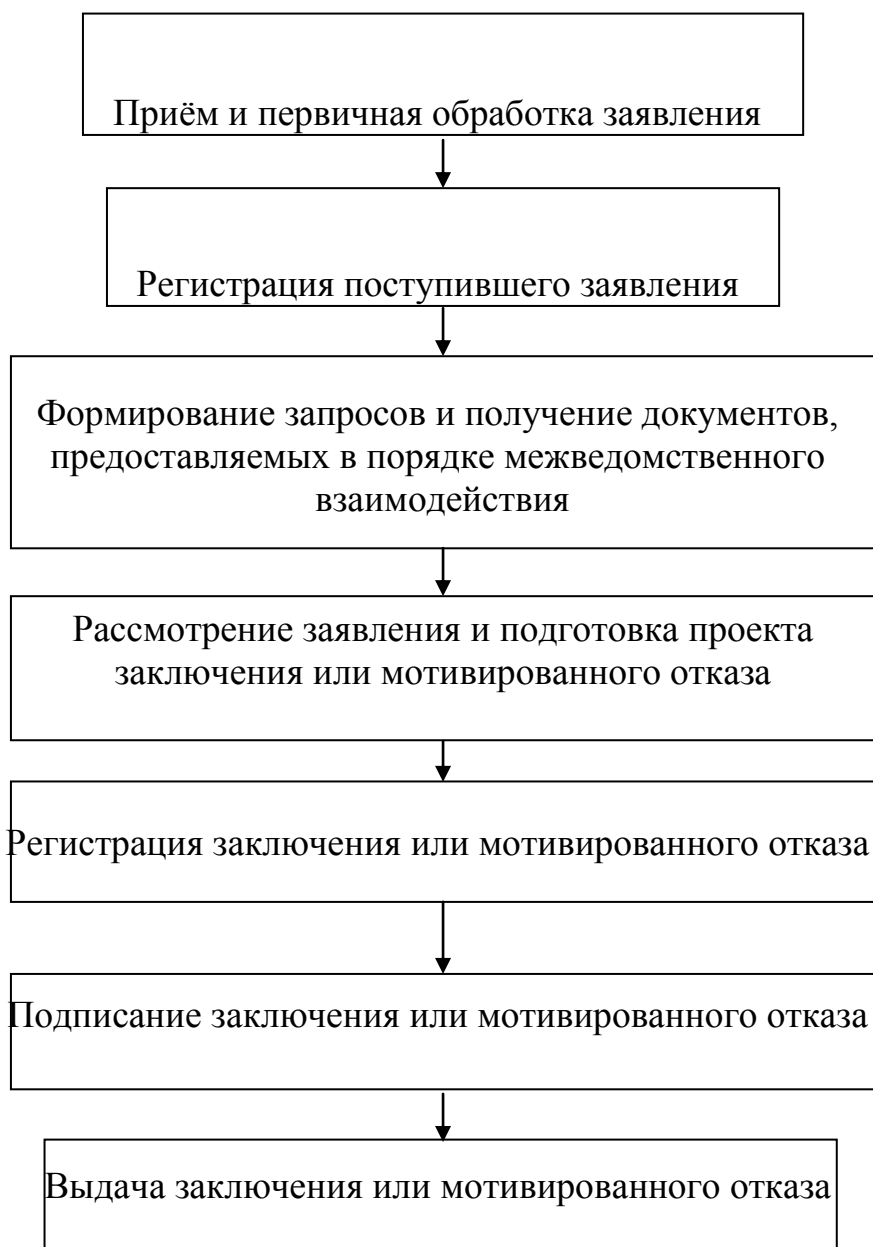 Приём и первичная обработка заявления
Регистрация поступившего заявления
Формирование запросов и получение документов,
предоставляемых в порядке межведомственного
взаимодействия
Рассмотрение заявления и подготовка проекта
заключения или мотивированного отказа
Регистрация заключения или мотивированного отказа
Подписание заключения или мотивированного отказа
Выдача заключения или мотивированного отказа